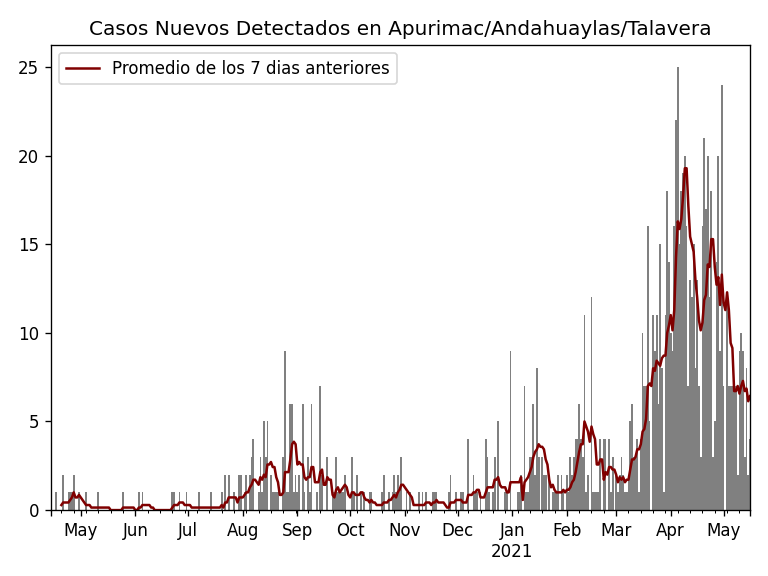 Casos Nuevos Detectados en Apurimac/Andahuaylas/Talavera
Promedio de los 7 dias anteriores
25
20
15
10
5
0
May Jun Jul Aug Sep Oct Nov Dec Jan Feb Mar Apr May
2021